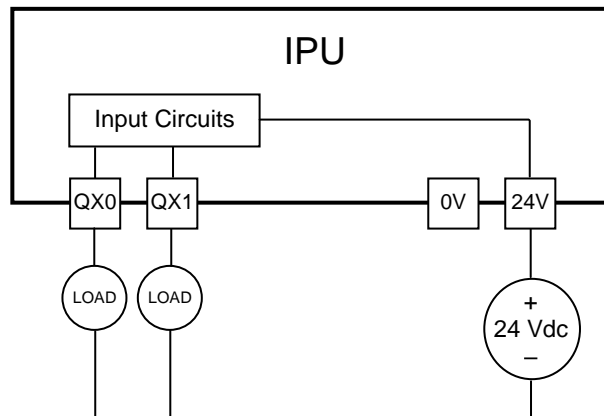 IPU
Input Circuits
QX0
QX1
0V
24V
LOAD
LOAD
+
24 Vdc
–